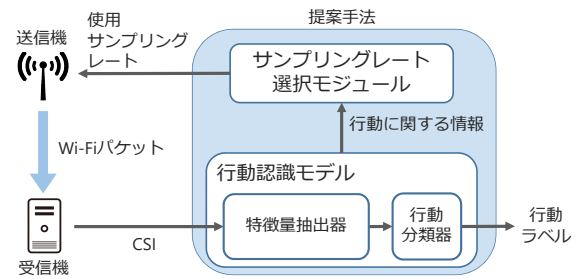 提案手法
使用
サンプリング
レート
送信機
サンプリングレート
選択モジュール
行動に関する情報
Wi-Fiパケット
行動認識モデル
特徴量抽出器
行動
分類器
行動
ラベル
CSI
受信機